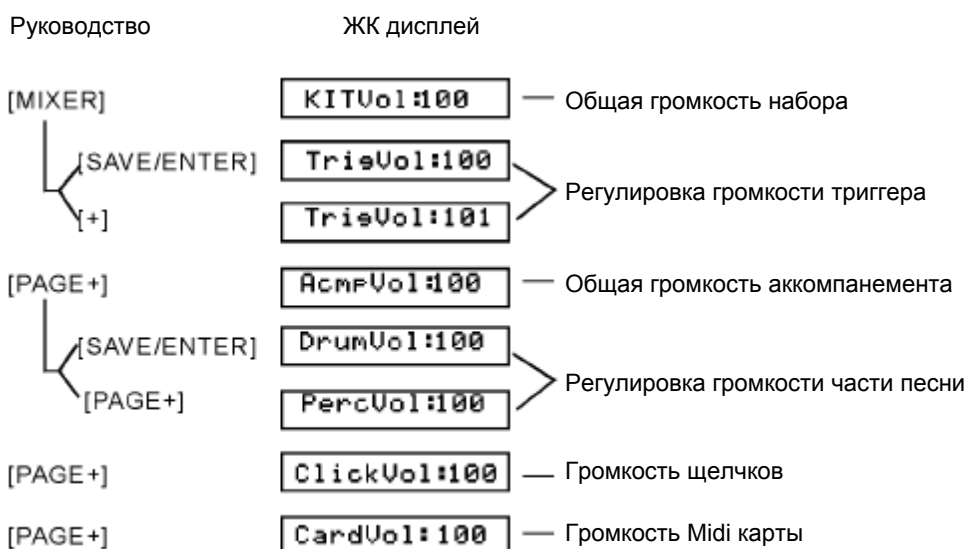 Руководство ЖК дисплей
[MIXER] KITVol:100 Общая громкость набора
[SAVE/ENTER] TrigVol:100
Регулировка громкости триггера
[+] TrigVol:101
[PAGE+] AcmpVol:100 Общая громкость аккомпанемента
[SAVE/ENTER] DrumVol:100
Регулировка громкости части песни
[PAGE+] PercVol:100
[PAGE+] ClickVol:100 Громкость щелчков
[PAGE+] CardVol:100 Громкость Midi карты